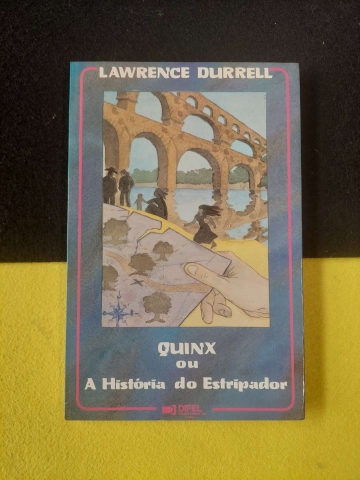 LAWRENCE DURRELL
QUINX
ou
A História do Estripador
DIFEL